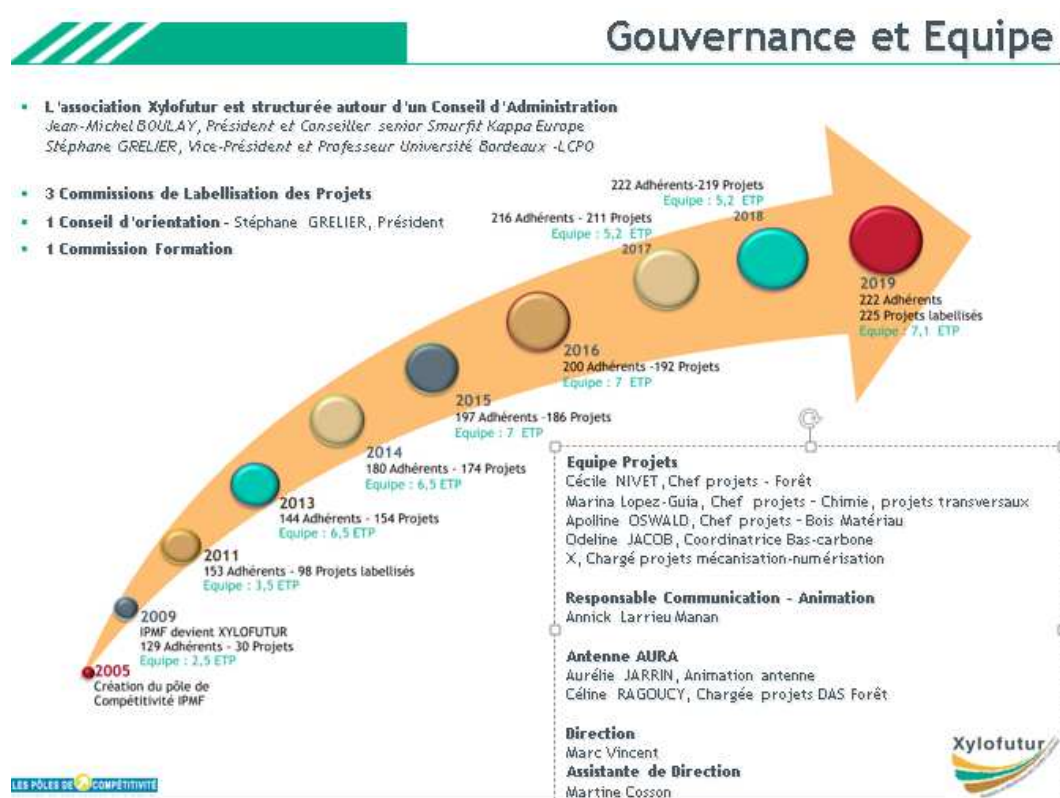 Gouvernance et Equipe
L'association Xylofutur est structurée autour d'un Conseil d'Administration
Jean-Michel BOULAY, Président et Conseiller senior Smurfit Kappa Europe
Stéphane GRELIER, Vice-Président et Professeur Université Bordeaux -LCPO
3 Commissions de Labellisation des Projets
1 Conseil d'orientation - Stéphane GRELIER, Président
1 Commission Formation
222 Adhérents-219 Projets
Equipe : 5,2 ETP
2018
216 Adhérents - 211 Projets
Equipe : 5,2 ETP
2017
2019
222 Adhérents
225 Projets labellisés
Equipe : 7,1 ETP
2016
200 Adhérents -192 Projets
Equipe : 7 ETP
2015
197 Adhérents -186 Projets
Equipe : 7 ETP
2014
180 Adhérents - 174 Projets
Equipe : 6,5 ETP
2013
144 Adhérents - 154 Projets
Equipe : 6,5 ETP
2011
153 Adhérents - 98 Projets labellisés
Equipe : 3,5 ETP
2009
IPMF devient XYLOFUTUR
129 Adhérents - 30 Projets
Equipe : 2,5 ETP
2005
Création du pôle de
Compétitivité IPMF
Equipe Projets
Cécile NIVET, Chef projets - Forêt
Marina Lopez-Guia, Chef projets - Chimie, projets transversaux
Apolline OSWALD, Chef projets - Bois Matériau
Odeline JACOB, Coordinatrice Bas-carbone
X, Chargé projets mécanisation-numérisation
Responsable Communication - Animation
Annick Larrieu Manan
Antenne AURA
Aurélie JARRIN, Animation antenne
Céline RAGOUCY, Chargée projets DAS Forêt
Direction
Marc Vincent
Assistante de Direction
Martine Cosson
Xylofutur
LES PÔLES DE COMPÉTITIVITÉ